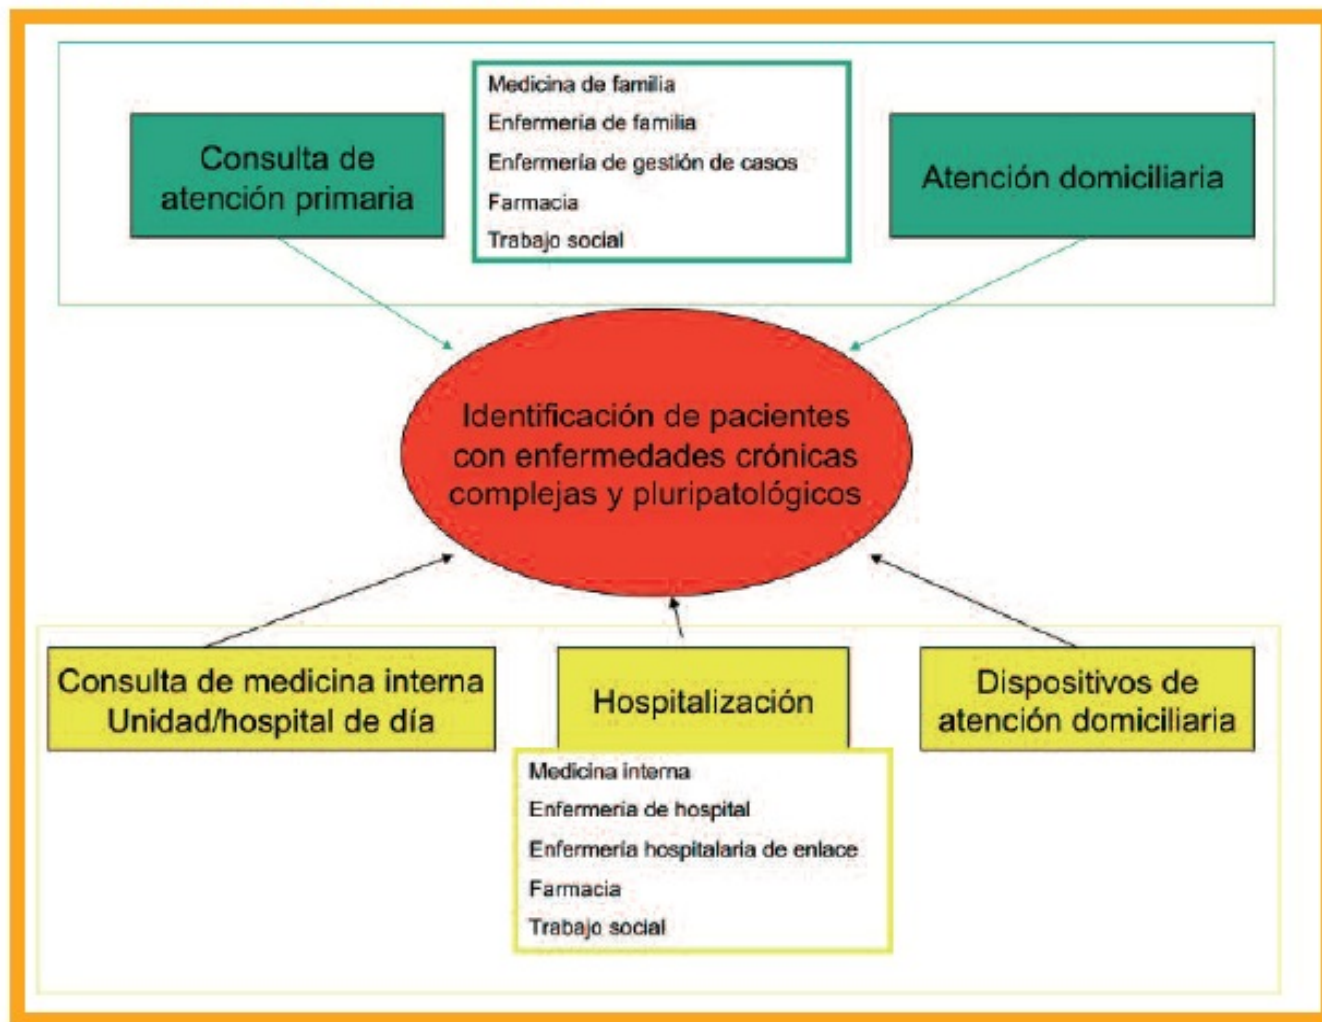 Medicina de familia
Enfermería de familia
Enfermería de gestión de casos
Farmacia
Trabajo social
Consulta de
atención primaria
Atención domiciliaria
Identificación de pacientes
con enfermedades crónicas
complejas y pluripatológicos
Consulta de medicina interna
Unidad/hospital de día
Hospitalización
Dispositivos de
atención domiciliaria
Medicina interna
Enfermería de hospital
Enfermería hospitalaria de enlace
Farmacia
Trabajo social